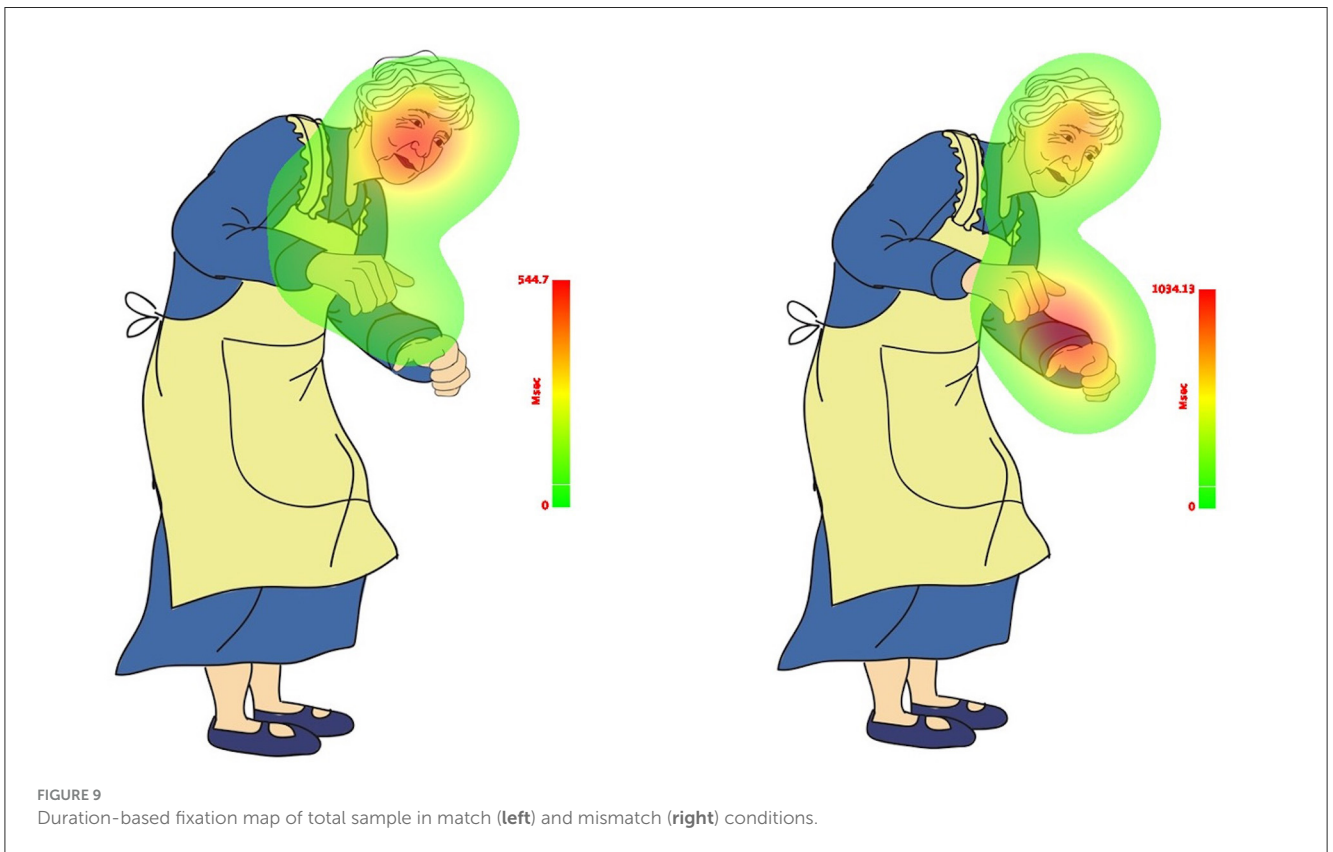 544.7
Msec
0
1034.13
Msec
0
FIGURE 9
Duration-based fixation map of total sample in match (left) and mismatch (right) conditions.